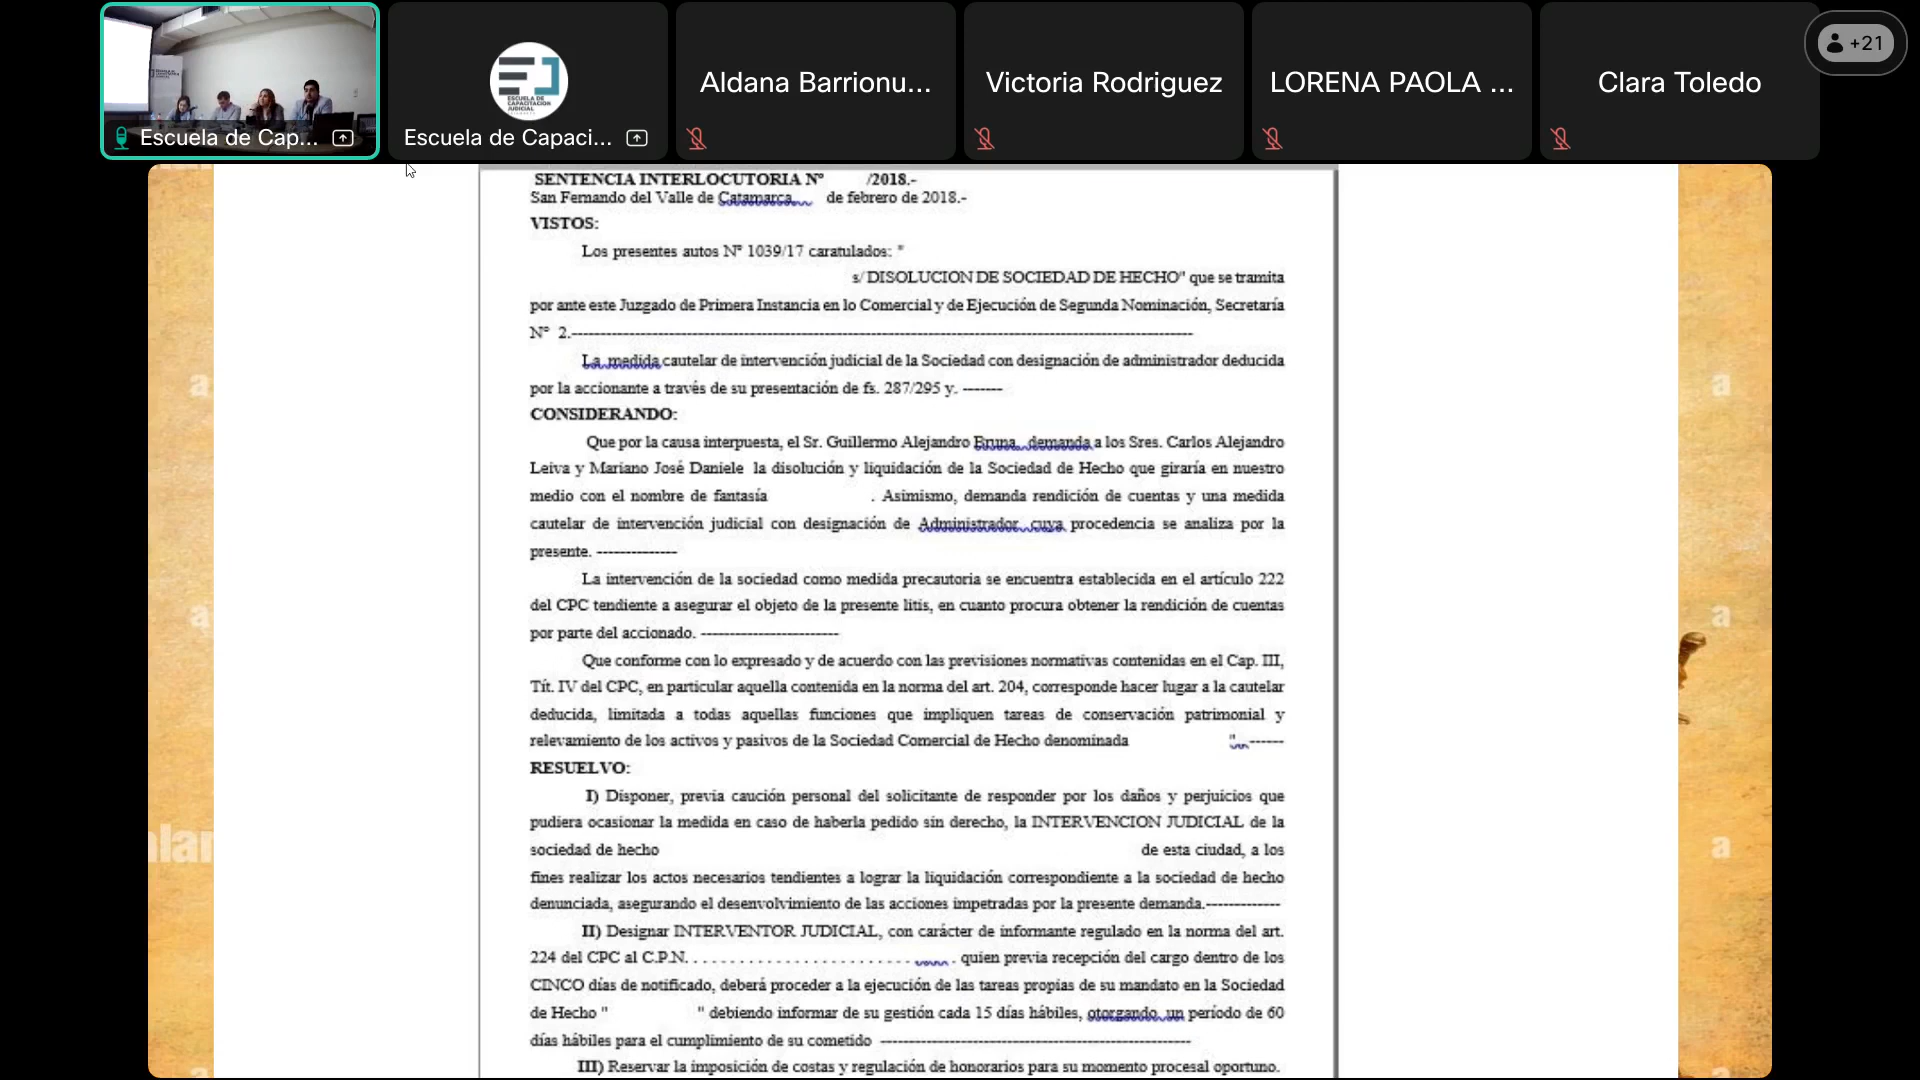 Escuela de Cap...
ESCUELA DE
CAPACITACION
JUDICIAL
Escuela de Capaci...
Aldana Barrionu...
Victoria Rodriguez
LORENA PAOLA ...
Clara Toledo
+21
SENTENCIA INTERLOCUTORIA Nº /2018.-
San Fernando del Valle de Catamarca, de febrero de 2018.-
VISTOS:
Los presentes autos Nº 1039/17 caratulados: "
s/ DISOLUCION DE SOCIEDAD DE HECHO" que se tramita
por ante este Juzgado de Primera Instancia en lo Comercial y de Ejecución de Segunda Nominación, Secretaría
Nº 2.---------------------------------------------------------------------------------------------------------------
La medida cautelar de intervención judicial de la Sociedad con designación de administrador deducida
por la accionante a través de su presentación de fs. 287/295 y. -------
CONSIDERANDO:
Que por la causa interpuesta, el Sr. Guillermo Alejandro Bruna demanda a los Sres. Carlos Alejandro
Leiva y Mariano José Daniele la disolución y liquidación de la Sociedad de Hecho que giraría en nuestro
medio con el nombre de fantasía . Asimismo, demanda rendición de cuentas y una medida
cautelar de intervención judicial con designación de Administrador cuya procedencia se analiza por la
presente. --------------
La intervención de la sociedad como medida precautoria se encuentra establecida en el artículo 222
del CPC tendiente a asegurar el objeto de la presente litis, en cuanto procura obtener la rendición de cuentas
por parte del accionado. ------------------------
Que conforme con lo expresado y de acuerdo con las previsiones normativas contenidas en el Cap. III,
Tít. IV del CPC, en particular aquella contenida en la norma del art. 204, corresponde hacer lugar a la cautelar
deducida, limitada a todas aquellas funciones que impliquen tareas de conservación patrimonial y
relevamiento de los activos y pasivos de la Sociedad Comercial de Hecho denominada ".------
RESUELVO:
I) Disponer, previa caución personal del solicitante de responder por los daños y perjuicios que
pudiera ocasionar la medida en caso de haberla pedido sin derecho, la INTERVENCION JUDICIAL de la
sociedad de hecho de esta ciudad, a los
fines realizar los actos necesarios tendientes a lograr la liquidación correspondiente a la sociedad de hecho
denunciada, asegurando el desenvolvimiento de las acciones impetradas por la presente demanda.-------------
II) Designar INTERVENTOR JUDICIAL, con carácter de informante regulado en la norma del art.
224 del CPC al C.P.N. . . . . . . . . . . . . . . . . . . . . . . . . . . . . quien previa recepción del cargo dentro de los
CINCO días de notificado, deberá proceder a la ejecución de las tareas propias de su mandato en la Sociedad
de Hecho " " debiendo informar de su gestión cada 15 días hábiles, otorgando un período de 60
días hábiles para el cumplimiento de su cometido ------------------------------------------------------
III) Reservar la imposición de costas y regulación de honorarios para su momento procesal oportuno.